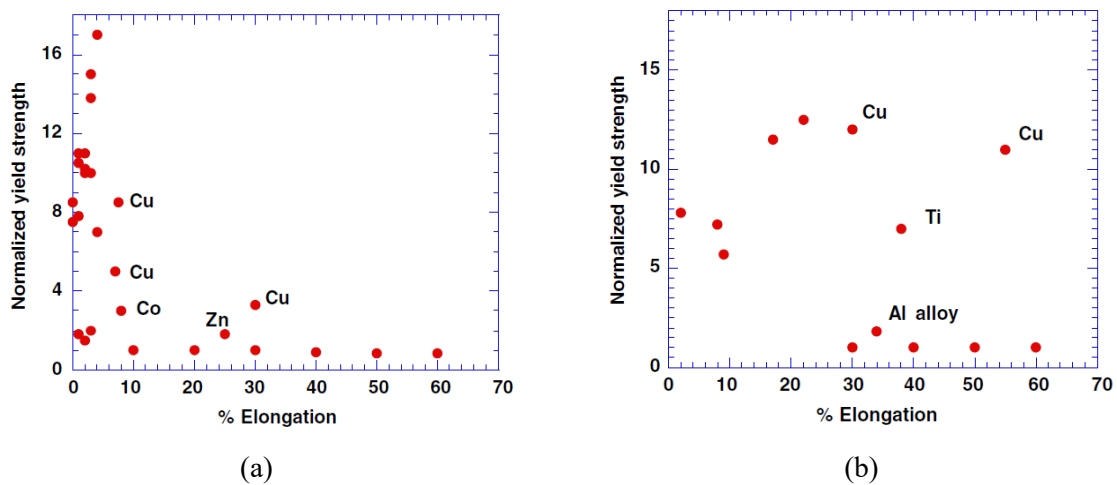 16
12
8
4
0
Normalized yield strength
Cu
Cu
Co
Zn
Cu
0 10 20 30 40 50 60 70
% Elongation
(a)
15
10
5
0
Normalized yield strength
Cu
Cu
Ti
Al alloy
0 10 20 30 40 50 60 70
% Elongation
(b)